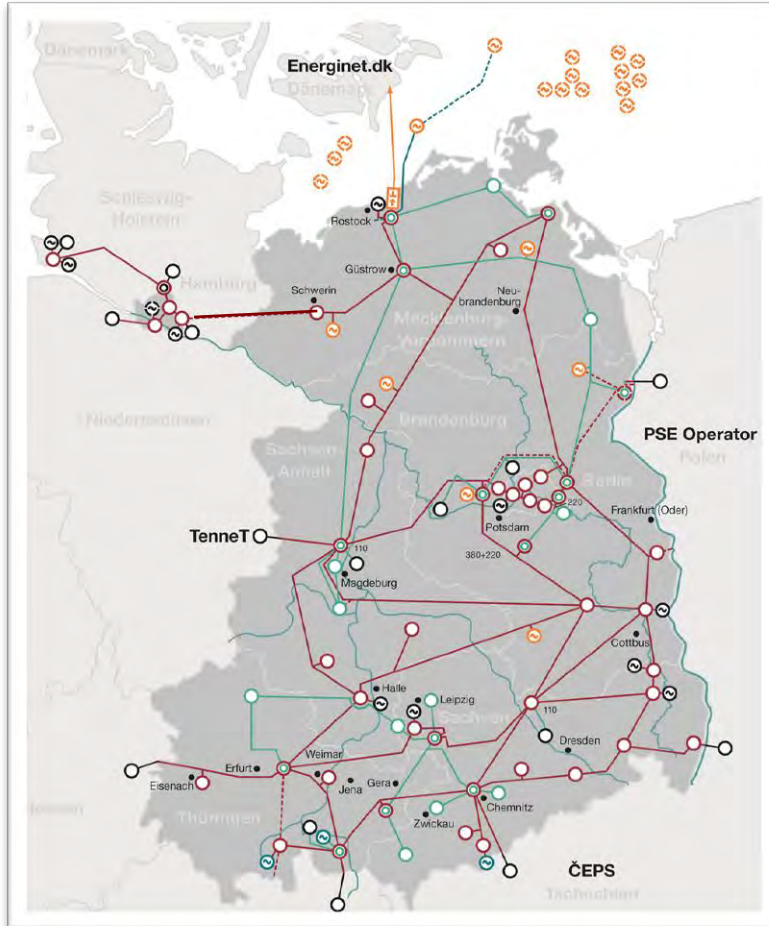 Dänemark
Energinet.dk
Dänemark
Schleswig-
Holstein
Rostock
Hamburg
Güstrow
Schwerin
Neu-
brandenburg
Mecklenburg-
Vorpommern
Niedersachsen
Brandenburg
Sachsen-
Anhalt
PSE Operator
Polen
Berlin
220
Frankfurt (Oder)
Potsdam
TenneT
110
380+220
Magdeburg
Cottbus
Halle
Leipzig
Sachsen
110
Dresden
Weimar
Erfurt
Eisenach
Jena
Gera
Chemnitz
Zwickau
Thüringen
Hessen
ČEPS
Tschechien